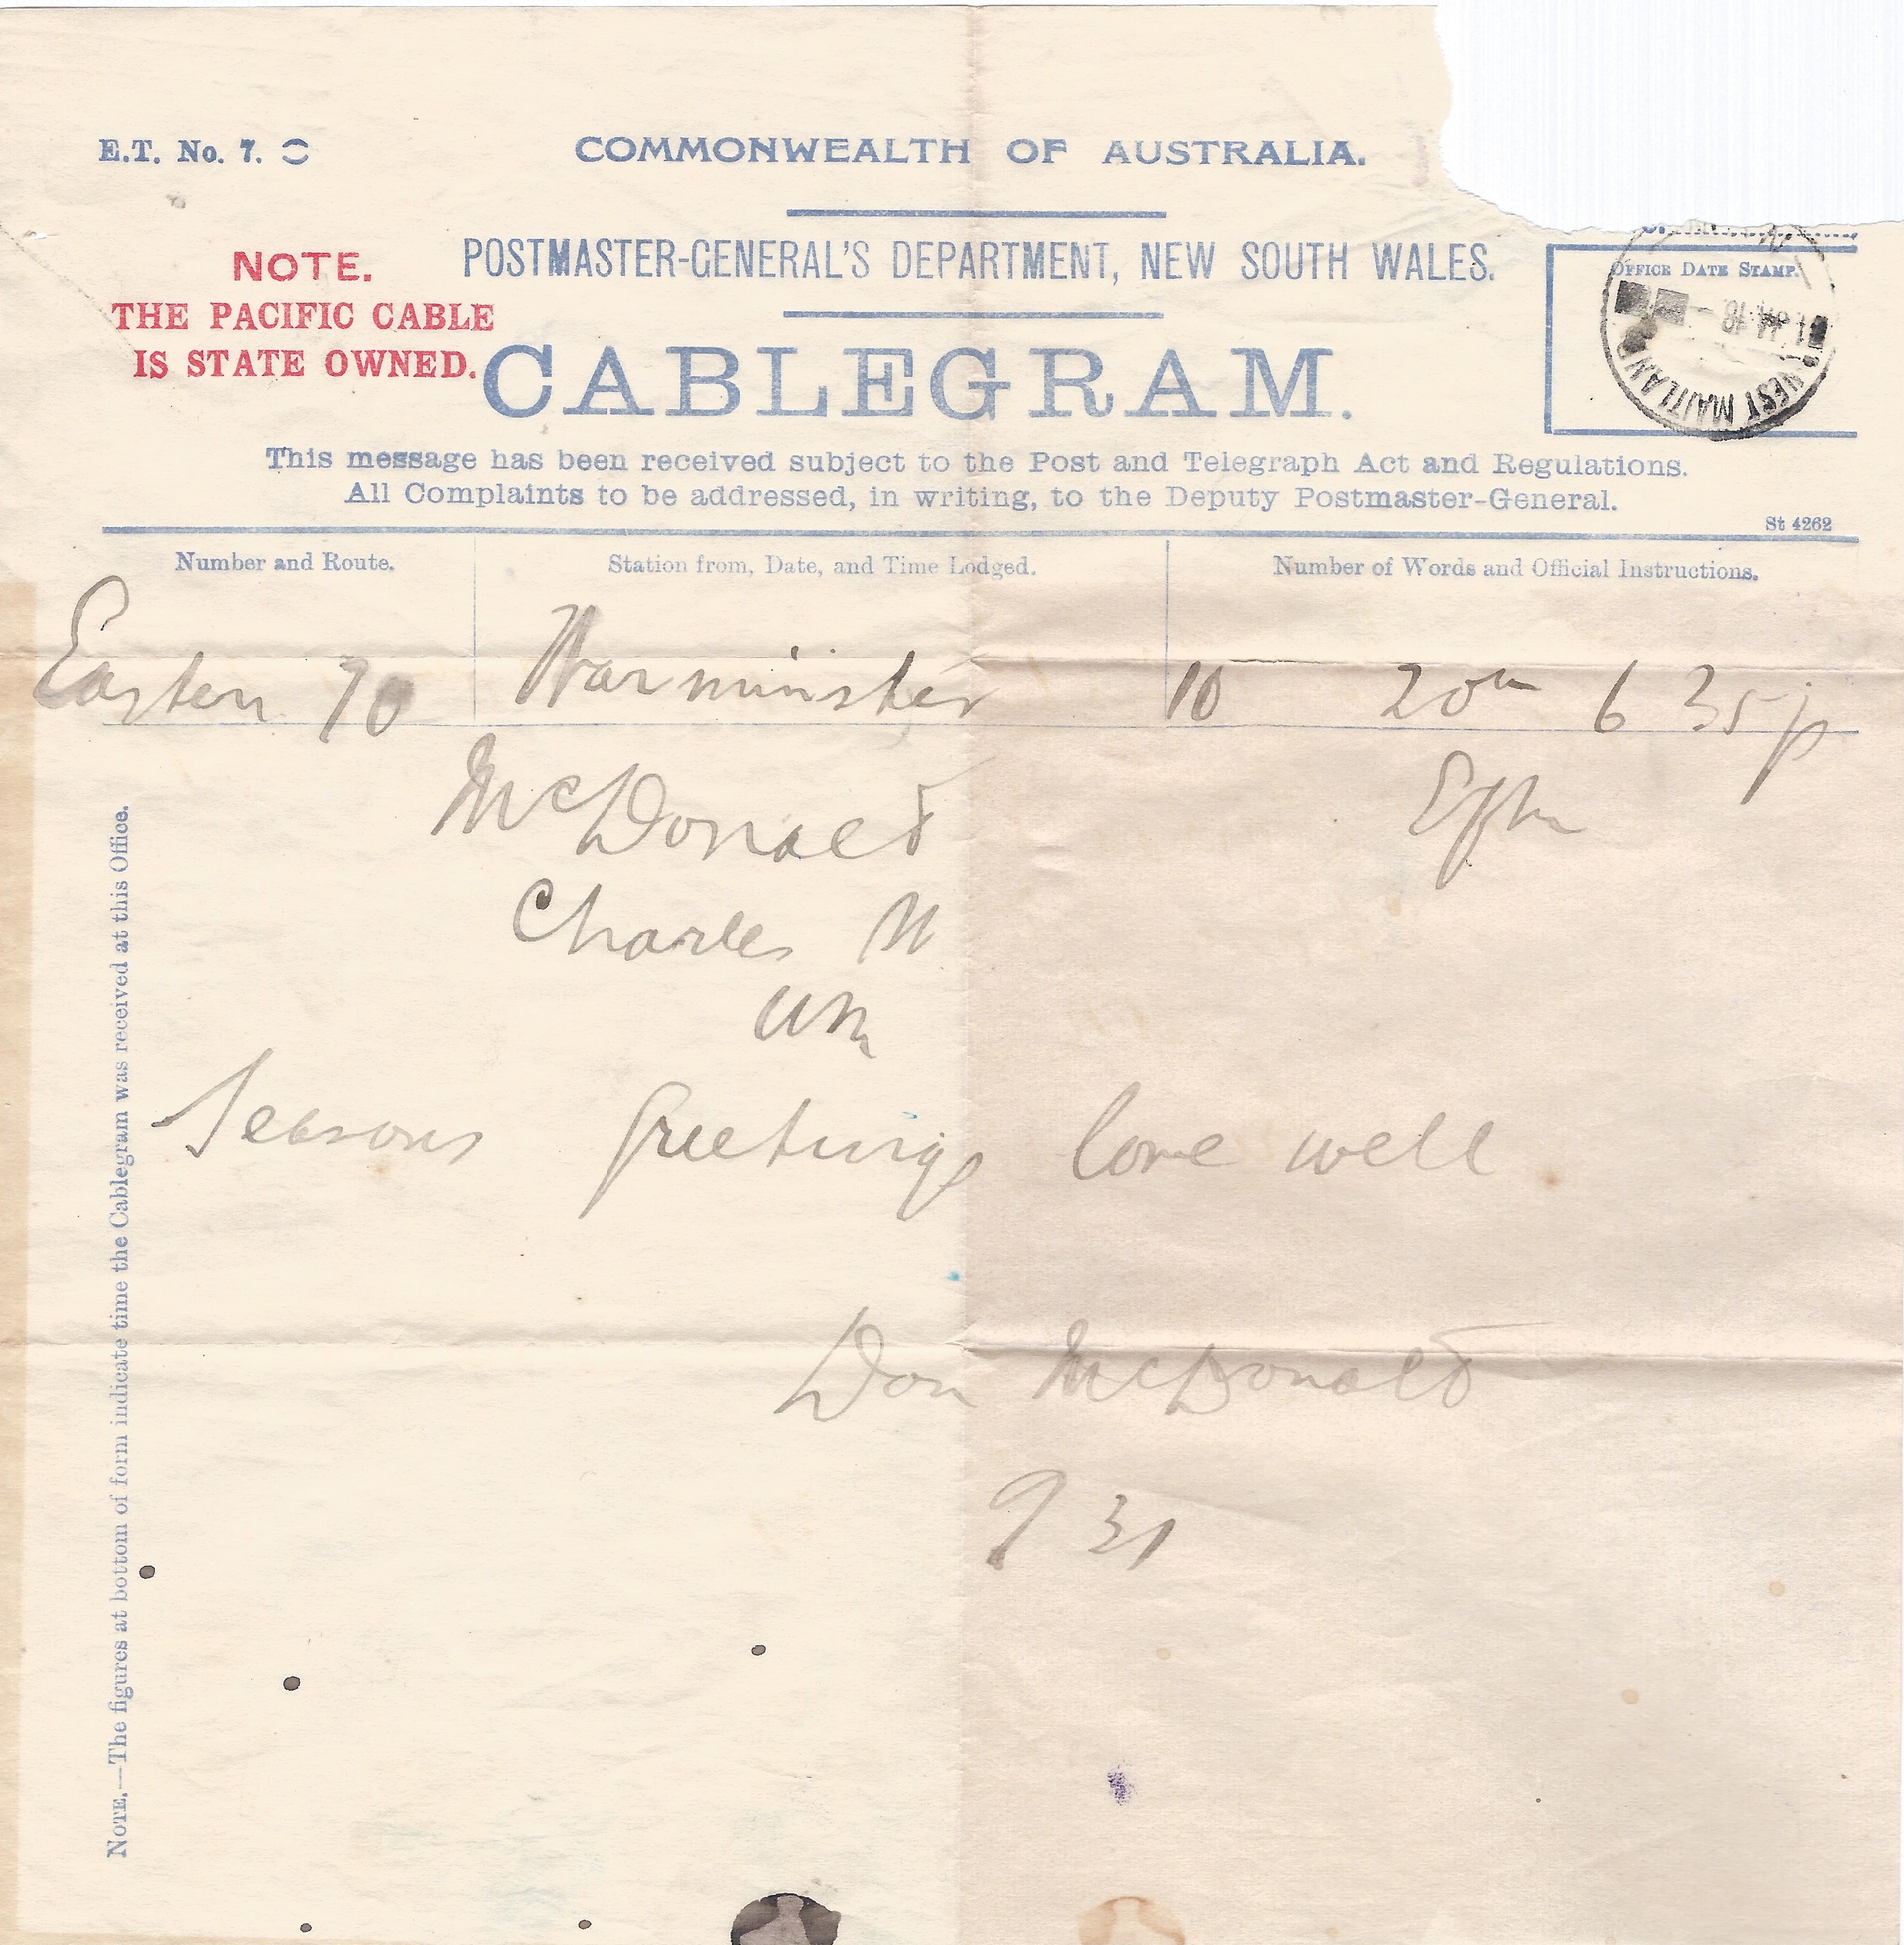 E.T. No. 7.
COMMONWEALTH OF AUSTRALIA.
POSTMASTER-GENERAL'S DEPARTMENT, NEW SOUTH WALES.
NOTE.
THE PACIFIC CABLE
IS STATE OWNED.
CABLEGRAM.
OFFICE DATE STAMP.
WEST MAITLAND
This message has been received subject to the Post and Telegraph Act and Regulations.
All Complaints to be addressed, in writing, to the Deputy Postmaster-General.
St 4262
Number and Route. Station from, Date, and Time Lodged. Number of Words and Official Instructions.
Eastern 70 Warminster 10 20th 6 35p
McDonald Efm
Charles
Wm
Seasons greetings love well
Don McDonald
9 31
NOTE.—The figures at bottom of form indicate time the Cablegram was received at this Office.